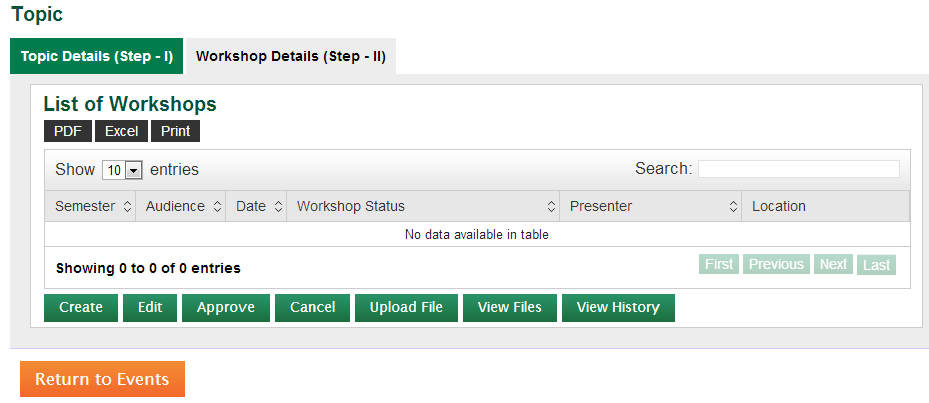 Topic
Topic Details (Step - I) Workshop Details (Step - II)
List of Workshops
PDF Excel Print
Show 10 entries Search:
Semester Audience Date Workshop Status Presenter Location
No data available in table
Showing 0 to 0 of 0 entries First Previous Next Last
Create Edit Approve Cancel Upload File View Files View History
Return to Events